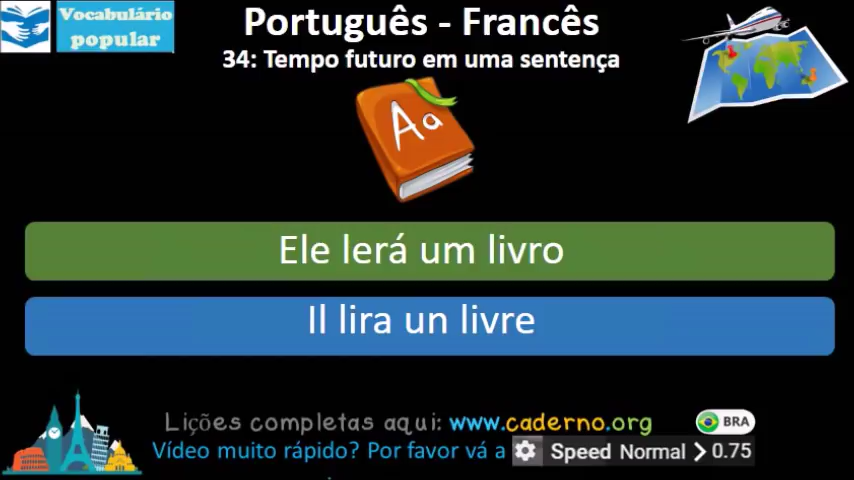 Vocabulário
popular
Português - Francês
34: Tempo futuro em uma sentença
Aa
Ele lerá um livro
Il lira un livre
Lições completas aqui: www.caderno.org
BRA
Vídeo muito rápido? Por favor vá a Speed Normal > 0.75